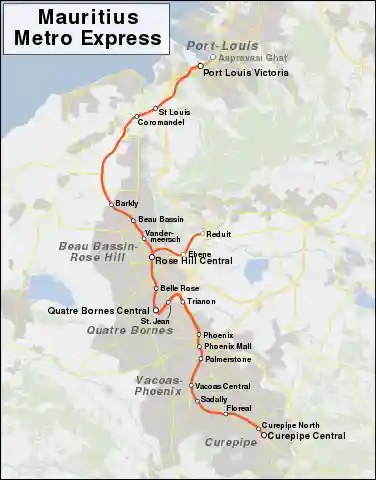 Mauritius
Metro Express
Port-Louis
Aapravasi Ghat
Port Louis Victoria
St Louis
Coromandel
Barkly
Beau Bassin
Vander-
meersch
Reduit
Beau Bassin-
Rose Hill
Ebene
Rose Hill Central
Belle Rose
Trianon
Quatre Bornes Central
St. Jean
Quatre Bornes
Phoenix
Phoenix Mall
Palmerstone
Vacoas-
Phoenix
Vacoas Central
Sadally
Floreal
Curepipe North
Curepipe Central
Curepipe